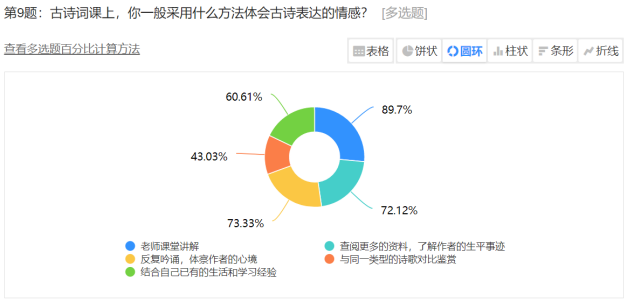 第9题：古诗词课上，你一般采用什么方法体会古诗表达的情感？ [多选题]
查看多选题百分比计算方法
表格 饼状 圆环 柱状 条形 折线
60.61% 89.7%
43.03%
73.33% 72.12%
老师课堂讲解 查阅更多的资料，了解作者的生平事迹
反复吟诵，体察作者的心境 与同一类型的诗歌对比鉴赏
结合自己已有的生活和学习经验